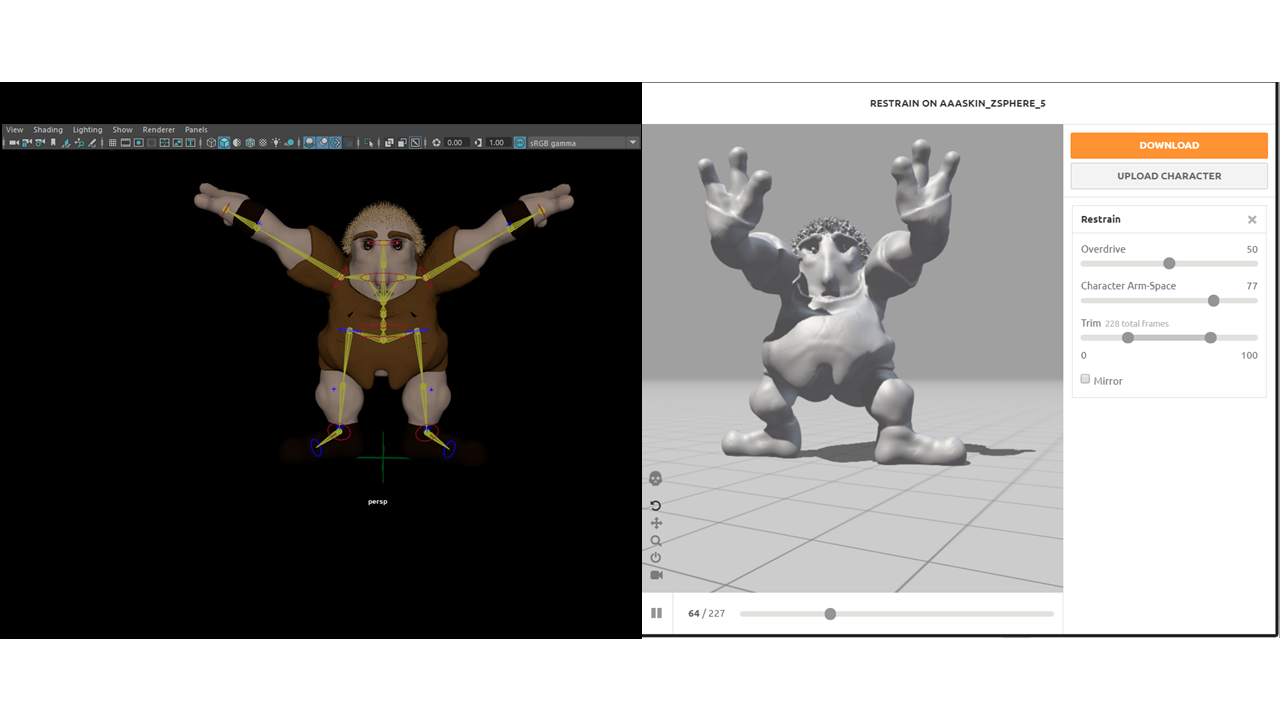 View Shading Lighting Show Renderer Panels
0.00 1.00 sRGB gamma
persp
RESTRAIN ON AAASKIN_ZSPHERE_5
DOWNLOAD
UPLOAD CHARACTER
Restrain
Overdrive 50
Character Arm-Space 77
Trim 228 total frames
0 100
Mirror
64 / 227